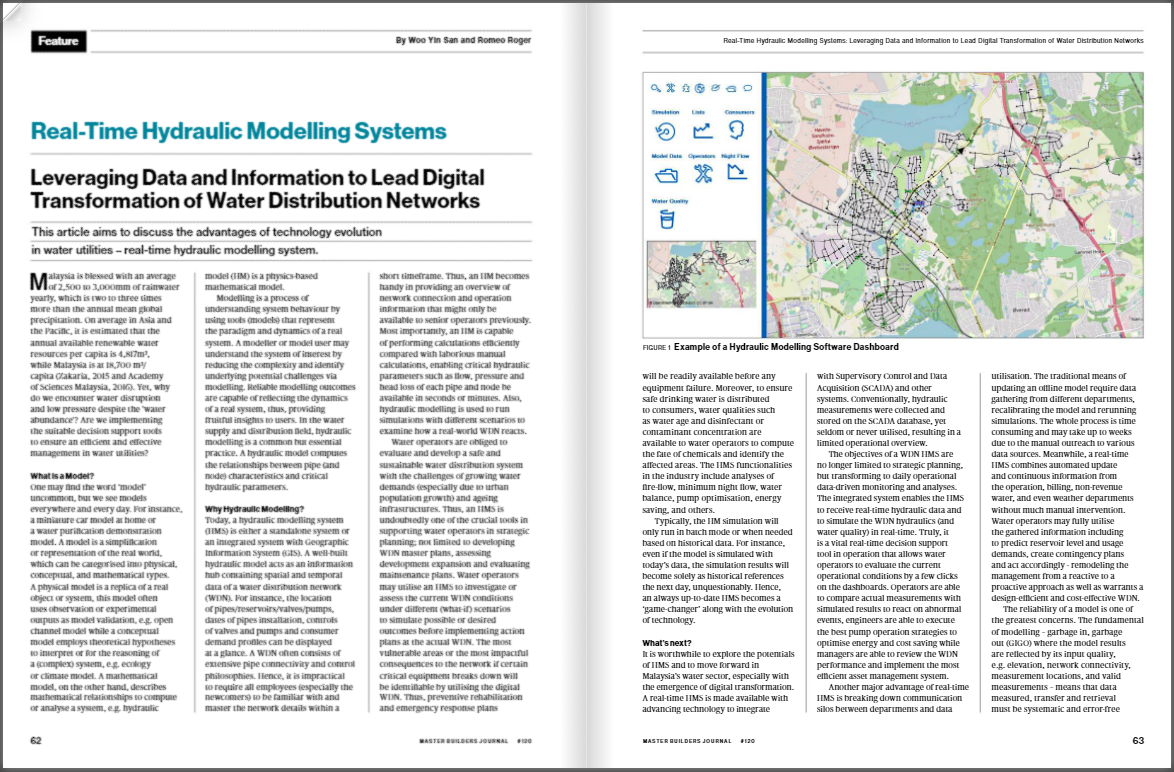 Feature
By Woo Yin San and Romeo Roger
Real-Time Hydraulic Modelling Systems
Leveraging Data and Information to Lead Digital
Transformation of Water Distribution Networks
This article aims to discuss the advantages of technology evolution
in water utilities – real-time hydraulic modelling system.
Malaysia is blessed with an average
of 2,500 to 3,000mm of rainwater
yearly, which is two to three times
more than the annual mean global
precipitation. On average in Asia and
the Pacific, it is estimated that the
annual available renewable water
resources per capita is 4,817m³,
while Malaysia is at 18,700 m³/
capita (Zakaria, 2015 and Academy
of Sciences Malaysia, 2016). Yet, why
do we encounter water disruption
and low pressure despite the 'water
abundance'? Are we implementing
the suitable decision support tools
to ensure an efficient and effective
management in water utilities?
What is a Model?
One may find the word 'model'
uncommon, but we see models
everywhere and every day. For instance,
a miniature car model at home or
a water purification demonstration
model. A model is a simplification
or representation of the real world,
which can be categorised into physical,
conceptual, and mathematical types.
A physical model is a replica of a real
object or system, this model often
uses observation or experimental
outputs as model validation, e.g. open
channel model while a conceptual
model employs theoretical hypotheses
to interpret or for the reasoning of
a (complex) system, e.g. ecology
or climate model. A mathematical
model, on the other hand, describes
mathematical relationships to compute
or analyse a system, e.g. hydraulic
model (HM) is a physics-based
mathematical model.
Modelling is a process of
understanding system behaviour by
using tools (models) that represent
the paradigm and dynamics of a real
system. A modeller or model user may
understand the system of interest by
reducing the complexity and identify
underlying potential challenges via
modelling. Reliable modelling outcomes
are capable of reflecting the dynamics
of a real system, thus, providing
fruitful insights to users. In the water
supply and distribution field, hydraulic
modelling is a common but essential
practice. A hydraulic model computes
the relationships between pipe (and
node) characteristics and critical
hydraulic parameters.
Why Hydraulic Modelling?
Today, a hydraulic modelling system
(HMS) is either a standalone system or
an integrated system with Geographic
Information System (GIS). A well-built
hydraulic model acts as an information
hub containing spatial and temporal
data of a water distribution network
(WDN). For instance, the location
of pipes/reservoirs/valves/pumps,
dates of pipes installation, controls
of valves and pumps and consumer
demand profiles can be displayed
at a glance. A WDN often consists of
extensive pipe connectivity and control
philosophies. Hence, it is impractical
to require all employees (especially the
newcomers) to be familiar with and
master the network details within a
short timeframe. Thus, an HM becomes
handy in providing an overview of
network connection and operation
information that might only be
available to senior operators previously.
Most importantly, an HM is capable
of performing calculations efficiently
compared with laborious manual
calculations, enabling critical hydraulic
parameters such as flow, pressure and
head loss of each pipe and node be
available in seconds or minutes. Also,
hydraulic modelling is used to run
simulations with different scenarios to
examine how a real-world WDN reacts.
Water operators are obliged to
evaluate and develop a safe and
sustainable water distribution system
with the challenges of growing water
demands (especially due to urban
population growth) and ageing
infrastructures. Thus, an HMS is
undoubtedly one of the crucial tools in
supporting water operators in strategic
planning; not limited to developing
WDN master plans, assessing
development expansion and evaluating
maintenance plans. Water operators
may utilise an HMS to investigate or
assess the current WDN conditions
under different (what-if) scenarios
to simulate possible or desired
outcomes before implementing action
plans at the actual WDN. The most
vulnerable areas or the most impactful
consequences to the network if certain
critical equipment breaks down will
be identifiable by utilising the digital
WDN. Thus, preventive rehabilitation
and emergency response plans
62
MASTER BUILDERS JOURNAL #120
Real-Time Hydraulic Modelling Systems: Leveraging Data and Information to Lead Digital Transformation of Water Distribution Networks
Simulation Lists Consumers
Model Data Operators Night Flow
Water Quality
FIGURE 1 Example of a Hydraulic Modelling Software Dashboard
will be readily available before any
equipment failure. Moreover, to ensure
safe drinking water is distributed
to consumers, water qualities such
as water age and disinfectant or
contaminant concentration are
available to water operators to compute
the fate of chemicals and identify the
affected areas. The HMS functionalities
in the industry include analyses of
fire-flow, minimum night flow, water
balance, pump optimisation, energy
saving, and others.
Typically, the HM simulation will
only run in batch mode or when needed
based on historical data. For instance,
even if the model is simulated with
today's data, the simulation results will
become solely as historical references
the next day, unquestionably. Hence,
an always up-to-date HMS becomes a
'game-changer' along with the evolution
of technology.
What's next?
It is worthwhile to explore the potentials
of HMS and to move forward in
Malaysia's water sector, especially with
the emergence of digital transformation.
A real-time HMS is made available with
advancing technology to integrate
with Supervisory Control and Data
Acquisition (SCADA) and other
systems. Conventionally, hydraulic
measurements were collected and
stored on the SCADA database, yet
seldom or never utilised, resulting in a
limited operational overview.
The objectives of a WDN HMS are
no longer limited to strategic planning,
but transforming to daily operational
data-driven monitoring and analyses.
The integrated system enables the HMS
to receive real-time hydraulic data and
to simulate the WDN hydraulics (and
water quality) in real-time. Truly, it
is a vital real-time decision support
tool in operation that allows water
operators to evaluate the current
operational conditions by a few clicks
on the dashboards. Operators are able
to compare actual measurements with
simulated results to react on abnormal
events, engineers are able to execute
the best pump operation strategies to
optimise energy and cost saving while
managers are able to review the WDN
performance and implement the most
efficient asset management system.
Another major advantage of real-time
HMS is breaking down communication
silos between departments and data
utilisation. The traditional means of
updating an offline model require data
gathering from different departments,
recalibrating the model and rerunning
simulations. The whole process is time
consuming and may take up to weeks
due to the manual outreach to various
data sources. Meanwhile, a real-time
HMS combines automated update
and continuous information from
the operation, billing, non-revenue
water, and even weather departments
without much manual intervention.
Water operators may fully utilise
the gathered information including
to predict reservoir level and usage
demands, create contingency plans
and act accordingly - remodeling the
management from a reactive to a
proactive approach as well as warrants a
design-efficient and cost-effective WDN.
The reliability of a model is one of
the greatest concerns. The fundamental
of modelling - garbage in, garbage
out (GIGO) where the model results
are reflected by its input quality,
e.g. elevation, network connectivity,
measurement locations, and valid
measurements - means that data
measured, transfer and retrieval
must be systematic and error-free
MASTER BUILDERS JOURNAL #120
63